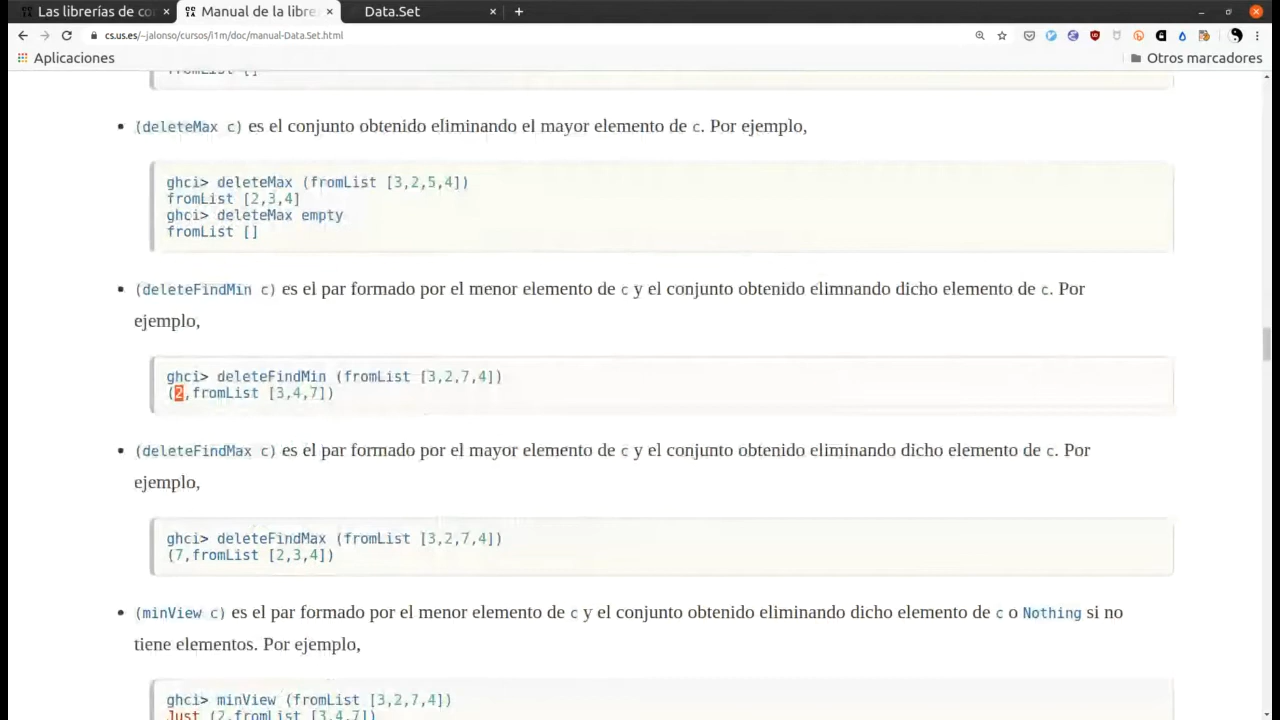 Las librerías de co
Manual de la libre
Data.Set
cs.us.es/~jalonso/cursos/i1m/doc/manual-Data.Set.html
Aplicaciones
Otros marcadores
fromList []
(deleteMax c) es el conjunto obtenido eliminando el mayor elemento de c. Por ejemplo,
ghci> deleteMax (fromList [3,2,5,4])
fromList [2,3,4]
ghci> deleteMax empty
fromList []
(deleteFindMin c) es el par formado por el menor elemento de c y el conjunto obtenido elimnando dicho elemento de c. Por
ejemplo,
ghci> deleteFindMin (fromList [3,2,7,4])
(2,fromList [3,4,7])
(deleteFindMax c) es el par formado por el mayor elemento de c y el conjunto obtenido eliminando dicho elemento de c. Por
ejemplo,
ghci> deleteFindMax (fromList [3,2,7,4])
(7,fromList [2,3,4])
(minView c) es el par formado por el menor elemento de c y el conjunto obtenido eliminando dicho elemento de c o Nothing si no
tiene elementos. Por ejemplo,
ghci> minView (fromList [3,2,7,4])
Just (2,fromList [3,4,7])